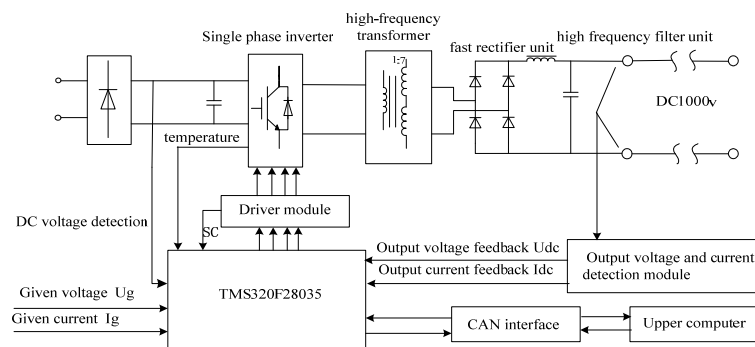 high-frequency
transformer
Single phase inverter
fast rectifier unit
high frequency filter unit
1:7
DC1000v
temperature
DC voltage detection
SC
Driver module
Output voltage feedback Udc
Output current feedback Idc
Output voltage and current
detection module
TMS320F28035
Given voltage Ug
Given current Ig
CAN interface
Upper computer